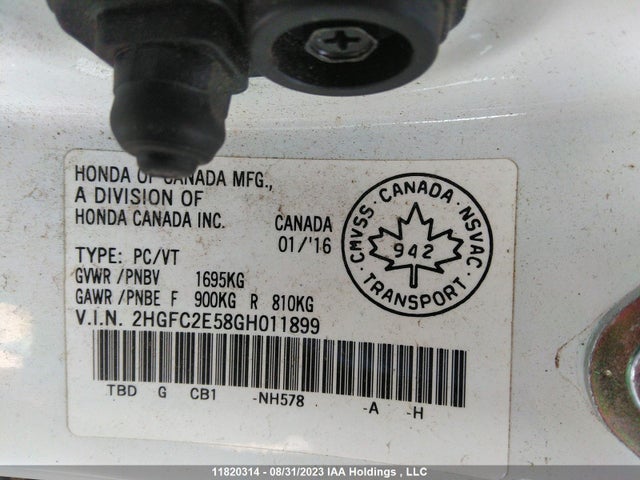 HONDA OF CANADA MFG.,
A DIVISION OF
HONDA CANADA INC. CANADA
01/'16
TYPE: PC/VT
GVWR /PNBV 1695KG
GAWR /PNBE F 900KG R 810KG
V.I.N. 2HGFC2E58GH011899
TBD G CB1 -NH578 -A -H
CMVSS · CANADA · NSVAC
942
TRANSPORT
11820314 - 08/31/2023 IAA Holdings , LLC